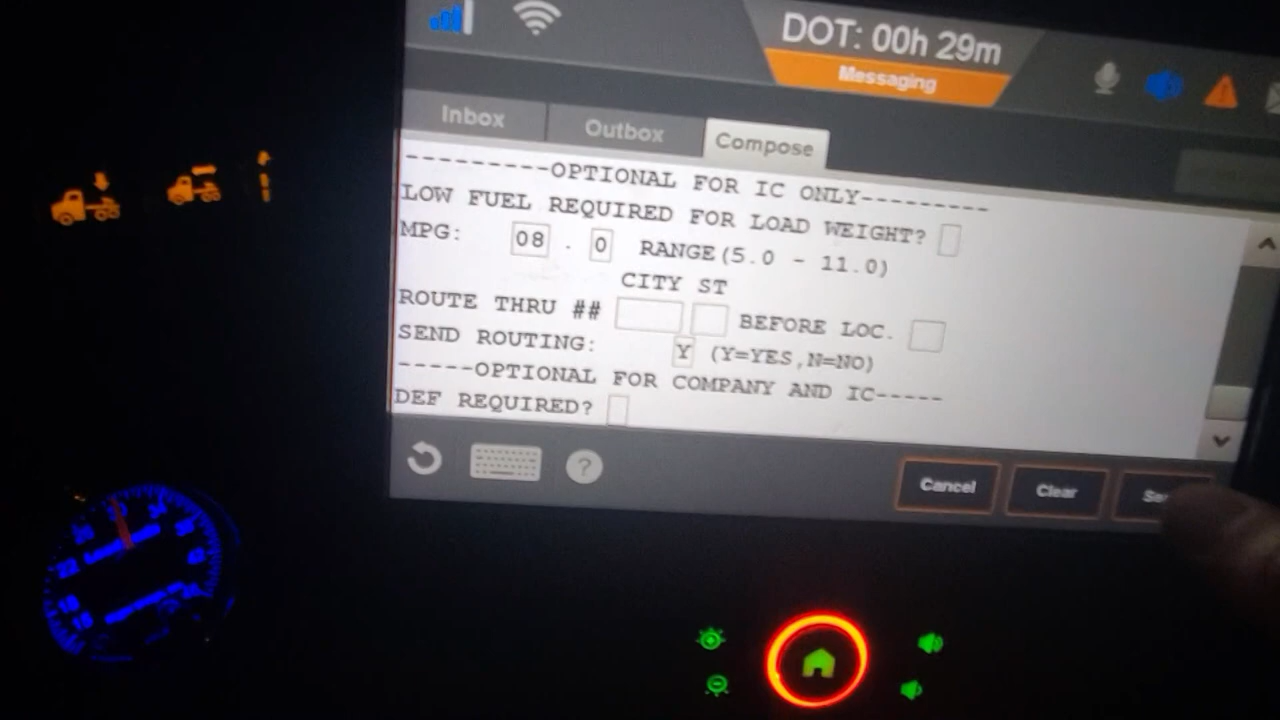 DOT: 00h 29m
Messaging
Inbox
Outbox
Compose
---------OPTIONAL FOR IC ONLY---------
LOW FUEL REQUIRED FOR LOAD WEIGHT?
MPG: 08 . 0 RANGE(5.0 - 11.0)
CITY ST
ROUTE THRU ## BEFORE LOC.
SEND ROUTING: Y (Y=YES,N=NO)
-----OPTIONAL FOR COMPANY AND IC-----
DEF REQUIRED?
?
Cancel
Clear